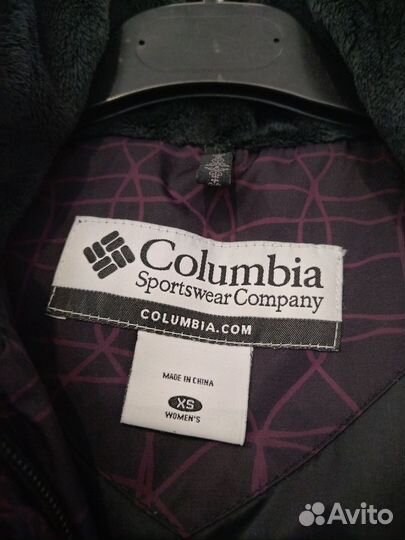 Columbia
Sportswear Company
COLUMBIA.COM
MADE IN CHINA
XS
WOMEN'S
Avito